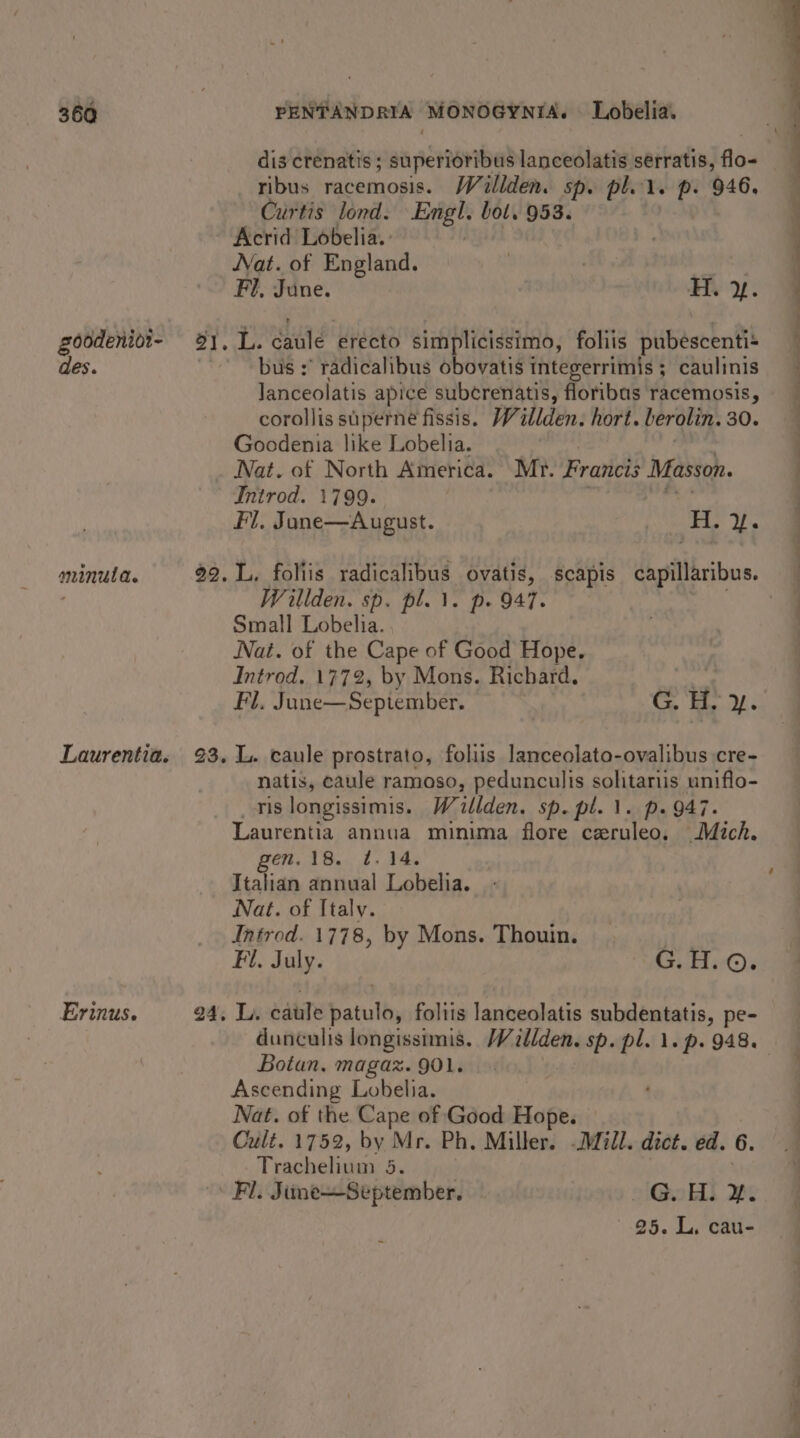 360 PENTANDRIA MONOGYNIA. Lobelia.
dis crenatis; superioribus lanceolatis serratis, flo-
ribus racemosis. Willden. sp. pl. 1. p. 946.
Curtis lond. Engl. bot. 953.
Acrid Lobelia.
Nat. of England.
Fl. June. H. ♃.
goodenioi- 21. L. caule erecto simplicissimo, foliis pubescenti-
des. bus: radicalibus obovatis integerrimis; caulinis
lanceolatis apice subcrenatis, floribus racemosis,
corollis superne fissis. Willden. hort. berolin. 30.
Goodenia like Lobelia.
Nat. of North America. Mr. Francis Masson.
Introd. 1799.
Fl. June—August. H. ♃.
minuta. 22. L. foliis radicalibus ovatis, scapis capillaribus.
Willden. sp. pl. 1. p. 947.
Small Lobelia.
Nat. of the Cape of Good Hope.
Introd. 1772, by Mons. Richard.
Fl. June—September. G. H. ♃.
Laurentia. 23. L. caule prostrato, foliis lanceolato-ovalibus cre-
natis, caule ramoso, pedunculis solitariis uniflo-
ris longissimis. Willden. sp. pl. 1. p. 947.
Laurentia annua minima flore cæruleo. Mich.
gen. 18. t. 14.
Italian annual Lobelia.
Nat. of Italy.
Introd. 1778, by Mons. Thouin.
Fl. July. G. H. ☉.
Erinus. 24. L. caule patulo, foliis lanceolatis subdentatis, pe-
dunculis longissimis. Willden. sp. pl. 1. p. 948.
Botan. magaz. 901.
Ascending Lobelia.
Nat. of the Cape of Good Hope.
Cult. 1752, by Mr. Ph. Miller. Mill. dict. ed. 6.
Trachelium 5.
Fl. June—September. G. H. ♃.
25. L. cau-